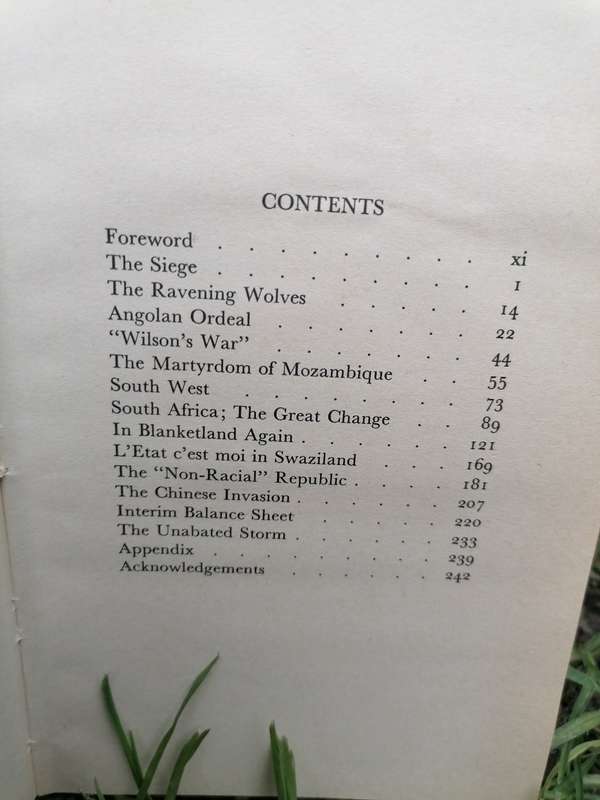 CONTENTS
Foreword . . . . . . . . . xi
The Siege . . . . . . . . . 1
The Ravening Wolves . . . . . 14
Angolan Ordeal . . . . . . . 22
“Wilson’s War” . . . . . . . 44
The Martyrdom of Mozambique . . 55
South West . . . . . . . . 73
South Africa; The Great Change . . 89
In Blanketland Again . . . . . . 121
L’Etat c’est moi in Swaziland . . . 169
The “Non-Racial” Republic . . . . 181
The Chinese Invasion . . . . . . 207
Interim Balance Sheet . . . . . 220
The Unabated Storm . . . . . . 233
Appendix . . . . . . . . . 239
Acknowledgements . . . . . . 242